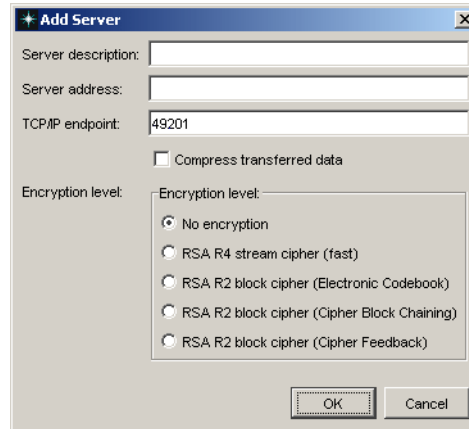 Add Server
Server description:
Server address:
TCP/IP endpoint: 49201
Compress transferred data
Encryption level: Encryption level:
No encryption
RSA R4 stream cipher (fast)
RSA R2 block cipher (Electronic Codebook)
RSA R2 block cipher (Cipher Block Chaining)
RSA R2 block cipher (Cipher Feedback)
OK Cancel